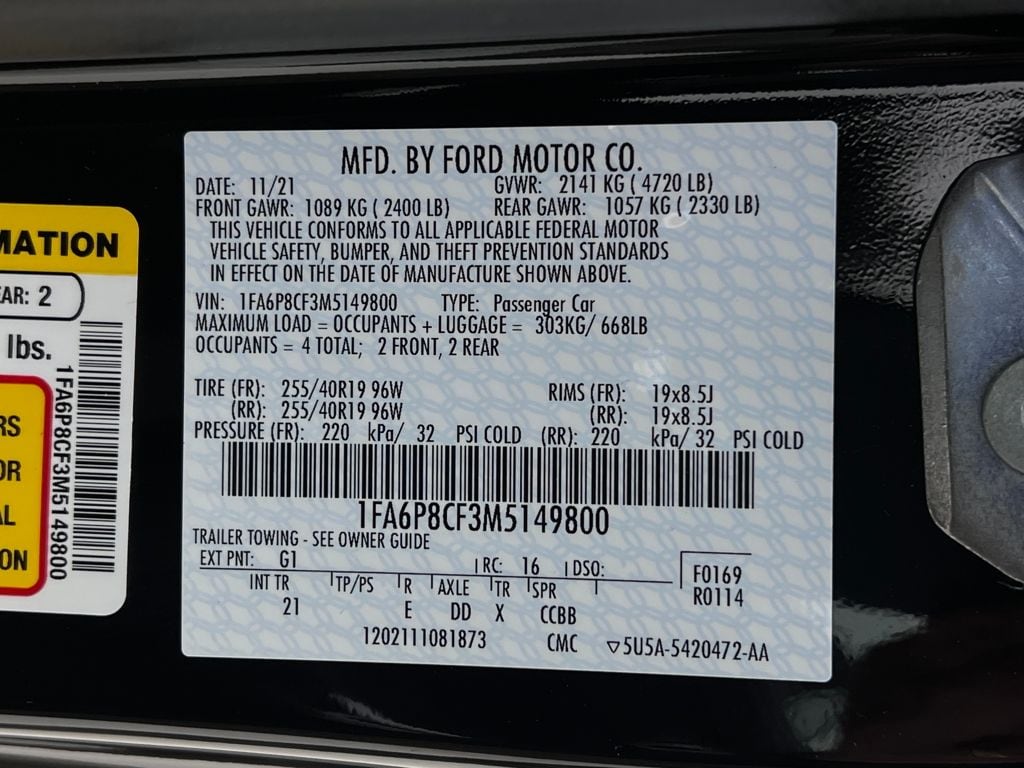 MFD. BY FORD MOTOR CO.
DATE: 11/21 GVWR: 2141 KG ( 4720 LB)
FRONT GAWR: 1089 KG ( 2400 LB) REAR GAWR: 1057 KG ( 2330 LB)
THIS VEHICLE CONFORMS TO ALL APPLICABLE FEDERAL MOTOR
VEHICLE SAFETY, BUMPER, AND THEFT PREVENTION STANDARDS
IN EFFECT ON THE DATE OF MANUFACTURE SHOWN ABOVE.
VIN: 1FA6P8CF3M5149800 TYPE: Passenger Car
MAXIMUM LOAD = OCCUPANTS + LUGGAGE = 303KG/ 668LB
OCCUPANTS = 4 TOTAL; 2 FRONT, 2 REAR
TIRE (FR): 255/40R19 96W RIMS (FR): 19x8.5J
(RR): 255/40R19 96W (RR): 19x8.5J
PRESSURE (FR): 220 kPa/ 32 PSI COLD (RR): 220 kPa/ 32 PSI COLD
1FA6P8CF3M5149800
TRAILER TOWING - SEE OWNER GUIDE
EXT PNT: G1 RC: 16 DSO:
F0169
R0114
INT TR TP/PS R AXLE TR SPR
21 E DD X CCBB
1202111081873 CMC ▽5U5A-5420472-AA
MATION
EAR: 2
lbs.
RS
OR
AL
ON
1FA6P8CF3M5149800